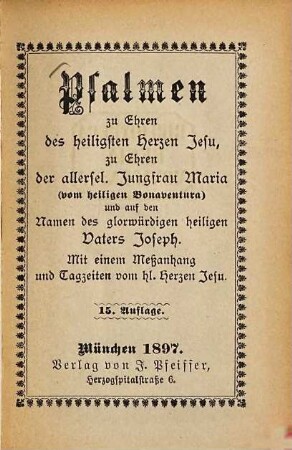 Psalmen
zu Ehren
des heiligsten Herzen Jesu,
zu Ehren
der allersel. Jungfrau Maria
(vom heiligen Bonaventura)
und auf den
Namen des glorwürdigen heiligen
Vaters Joseph.
Mit einem Meßanhang
und Tagzeiten vom hl. Herzen Jesu.
15. Auflage.
München 1897.
Verlag von J. Pfeiffer,
Herzogspitalstraße 6.